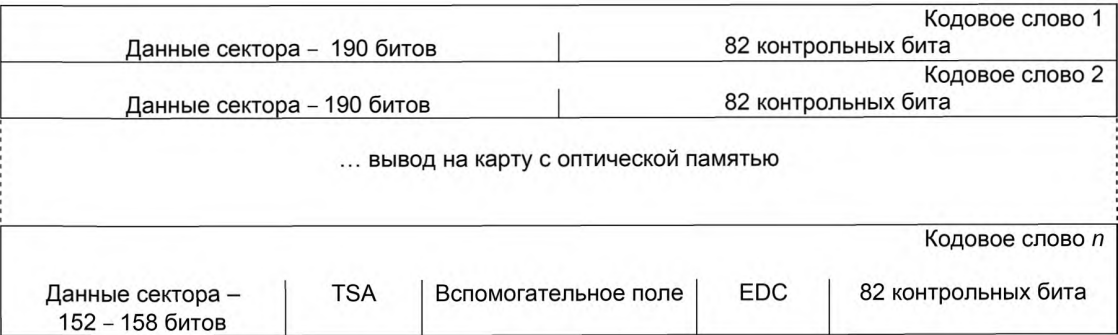 Кодовое слово 1
Данные сектора – 190 битов 82 контрольных бита
Кодовое слово 2
Данные сектора – 190 битов 82 контрольных бита
… вывод на карту с оптической памятью
Кодовое слово n
Данные сектора – TSA Вспомогательное поле EDC 82 контрольных бита
152 – 158 битов